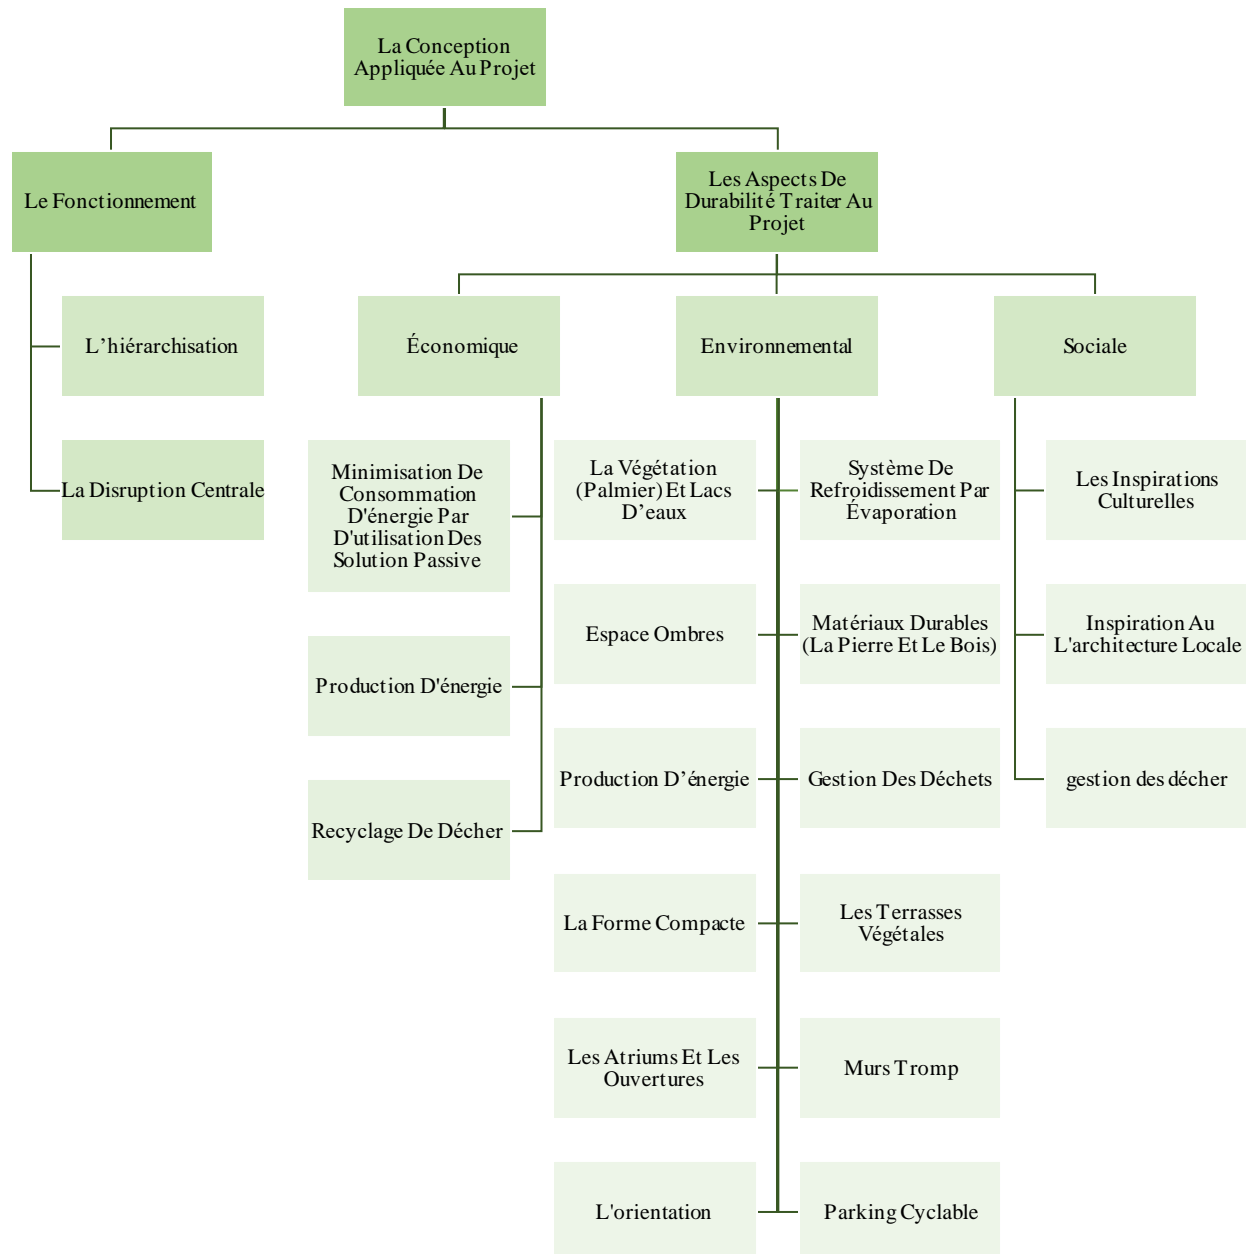 La Conception
Appliquée Au Projet
Le Fonctionnement
Les Aspects De
Durabilité Traiter Au
Projet
L’hiérarchisation
La Disruption Centrale
Économique
Environnemental
Sociale
Minimisation De
Consommation
D'énergie Par
D'utilisation Des
Solution Passive
Production D'énergie
Recyclage De Décher
La Végétation
(Palmier) Et Lacs
D’eaux
Système De
Refroidissement Par
Évaporation
Espace Ombres
Matériaux Durables
(La Pierre Et Le Bois)
Production D’énergie
Gestion Des Déchets
La Forme Compacte
Les Terrasses
Végétales
Les Atriums Et Les
Ouvertures
Murs Tromp
L'orientation
Parking Cyclable
Les Inspirations
Culturelles
Inspiration Au
L'architecture Locale
gestion des décher